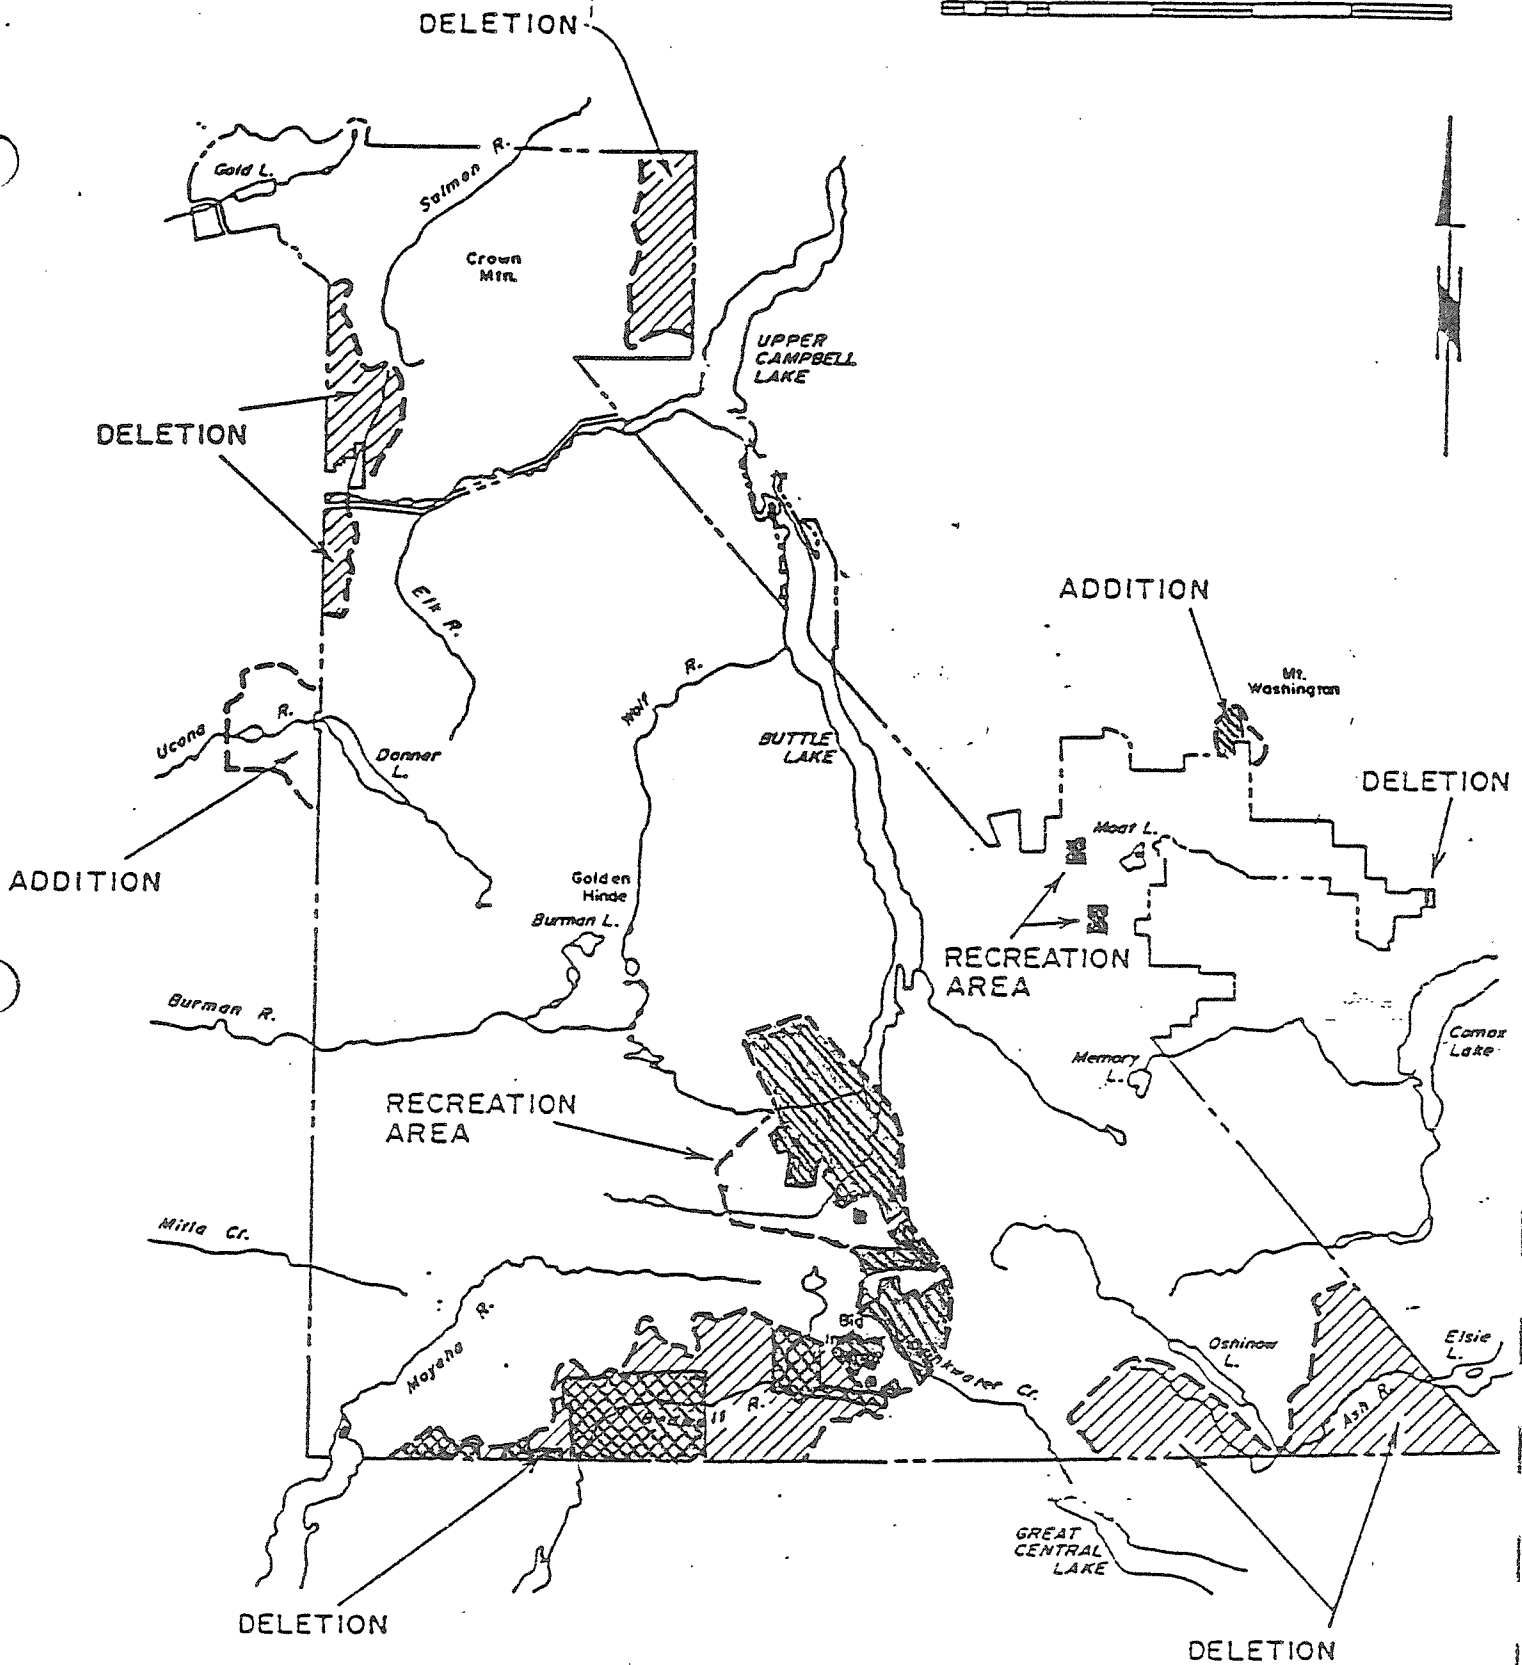 DELETION
Gold L.
Salmon R.
Crown
Mtn.
UPPER
CAMPBELL
LAKE
DELETION
Elk R.
ADDITION
Mt.
Washington
Wolf R.
Ucona R.
Donner
L.
BUTTLE
LAKE
DELETION
Moat L.
ADDITION
Golden
Hinde
Burman L.
RECREATION
AREA
Burman R.
Comox
Lake
Memory
L.
RECREATION
AREA
Mitla Cr.
Moyeha R.
Big
Oshinow
L.
Elsie
L.
Cr.
R.
Ash R.
GREAT
CENTRAL
LAKE
DELETION
DELETION